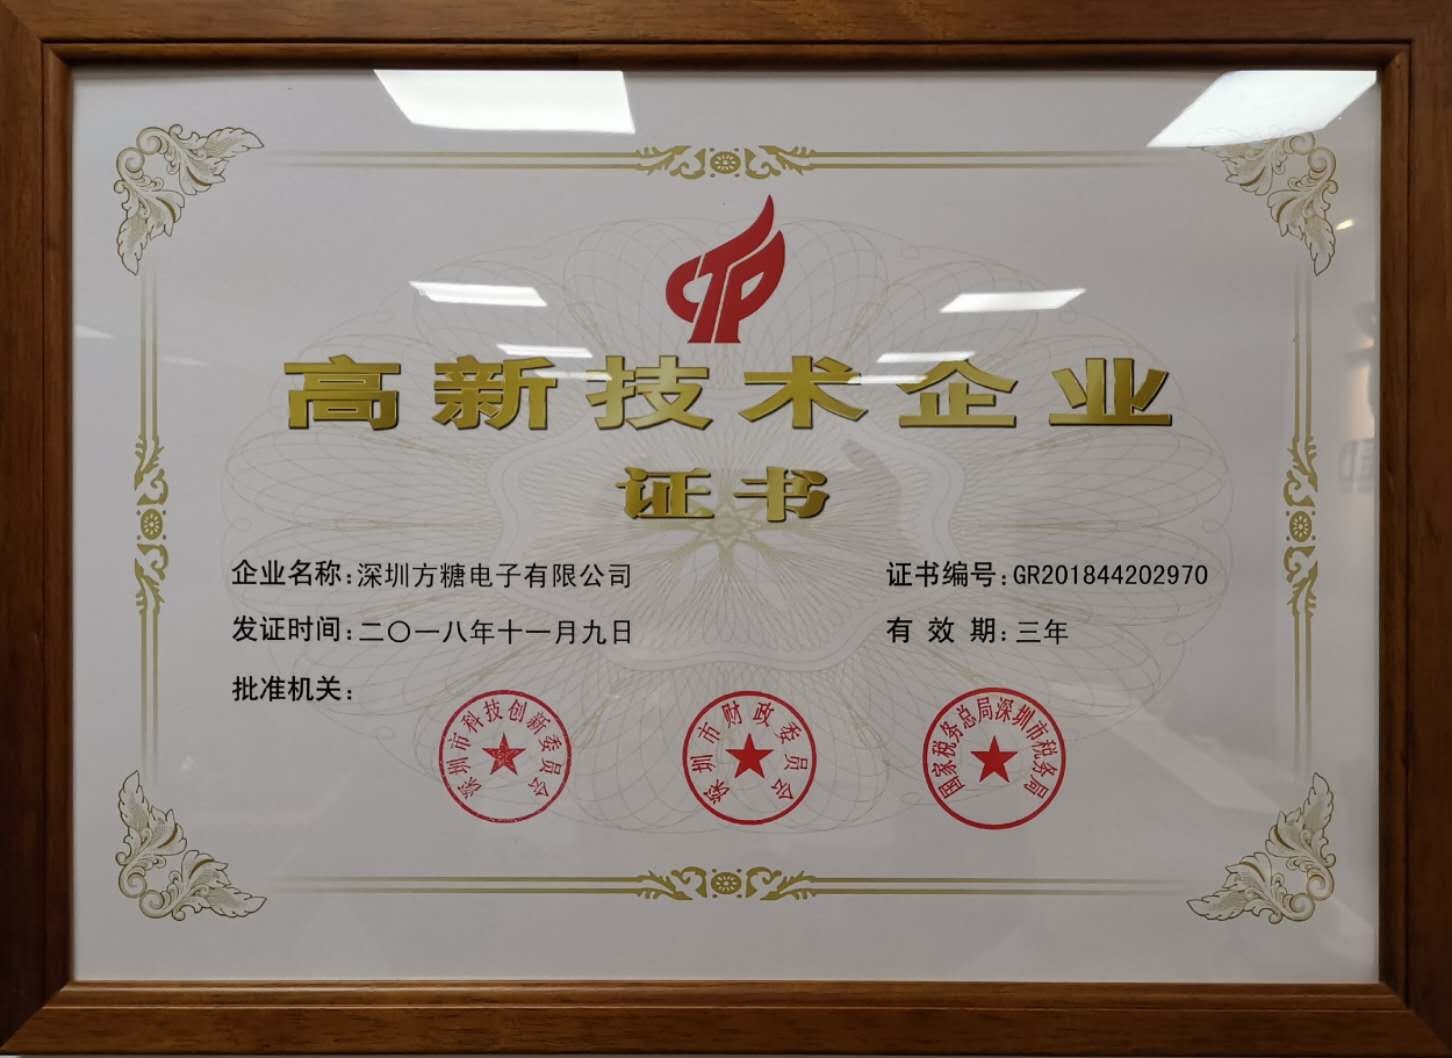 CTP
高新技术企业
证书
企业名称:深圳方糖电子有限公司
证书编号:GR201844202970
发证时间:二〇一八年十一月九日
有 效 期:三年
批准机关:
深圳市科技创新委员会
深圳市财政委员会
国家税务总局深圳市税务局